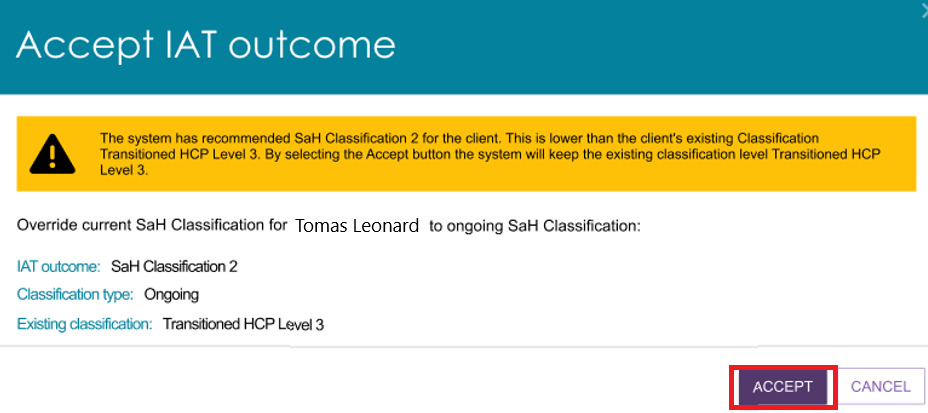 Accept IAT outcome
The system has recommended SaH Classification 2 for the client. This is lower than the client's existing Classification
Transitioned HCP Level 3. By selecting the Accept button the system will keep the existing classification level Transitioned HCP
Level 3.
Override current SaH Classification for Tomas Leonard to ongoing SaH Classification:
IAT outcome: SaH Classification 2
Classification type: Ongoing
Existing classification: Transitioned HCP Level 3
ACCEPT CANCEL